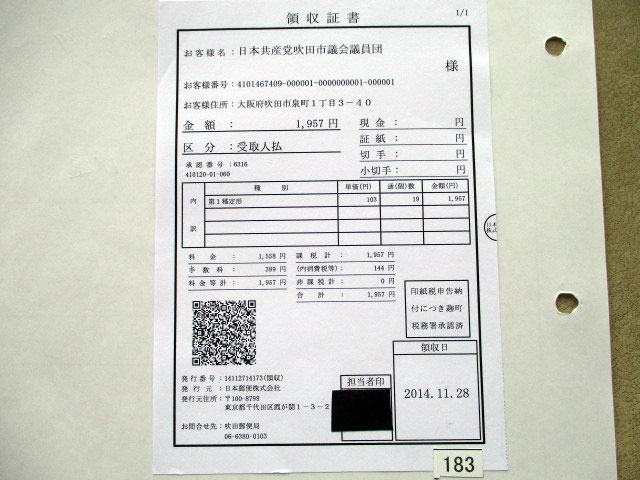 領収証書
1/1
お客様名：日本共産党吹田市議会議員団
様
お客様番号：4101467409-000001-0000000001-000001
お客様住所：大阪府吹田市泉町１丁目３－４０
金額： 1,957円
現金： 円
区分：受取人払
証紙： 円
切手： 円
小切手： 円
承認番号：6316
410120-01-060
種別 単価(円) 通(個)数 金額(円)
内訳
第１種定形 103 19 1,957
料金： 1,558 円
手数料： 399 円
料金等計： 1,957 円
課税計： 1,957 円
(内消費税等)： 144 円
非課税計： 0 円
合計： 1,957 円
印紙税申告納
付につき麹町
税務署承認済
発行番号：14112714173(領収)
発行元：日本郵便株式会社
発行元住所：〒100-8798
東京都千代田区霞が関１－３－２
お問合せ先：吹田郵便局
06-6380-0103
担当者印
領収日
2014.11.28
183